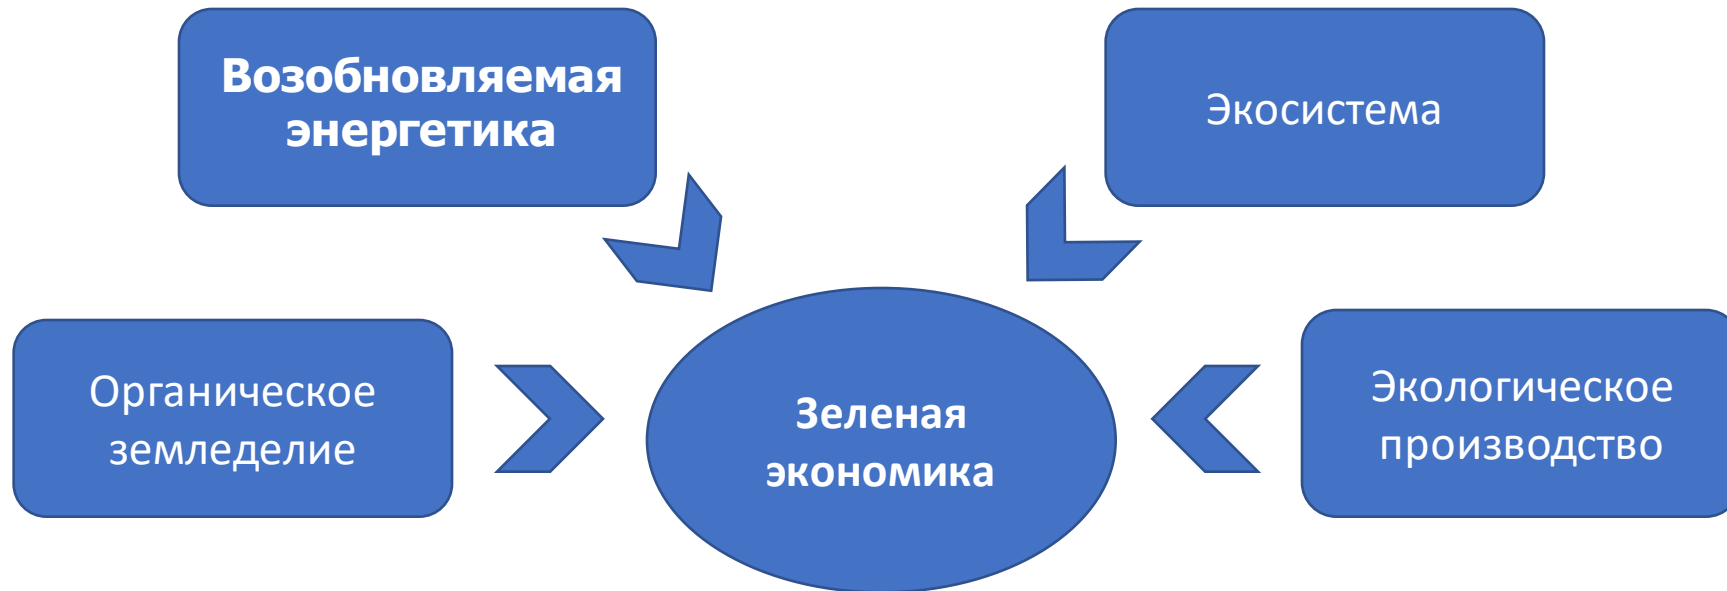 Возобновляемая
энергетика
Экосистема
Органическое
земледелие
Зеленая
экономика
Экологическое
производство